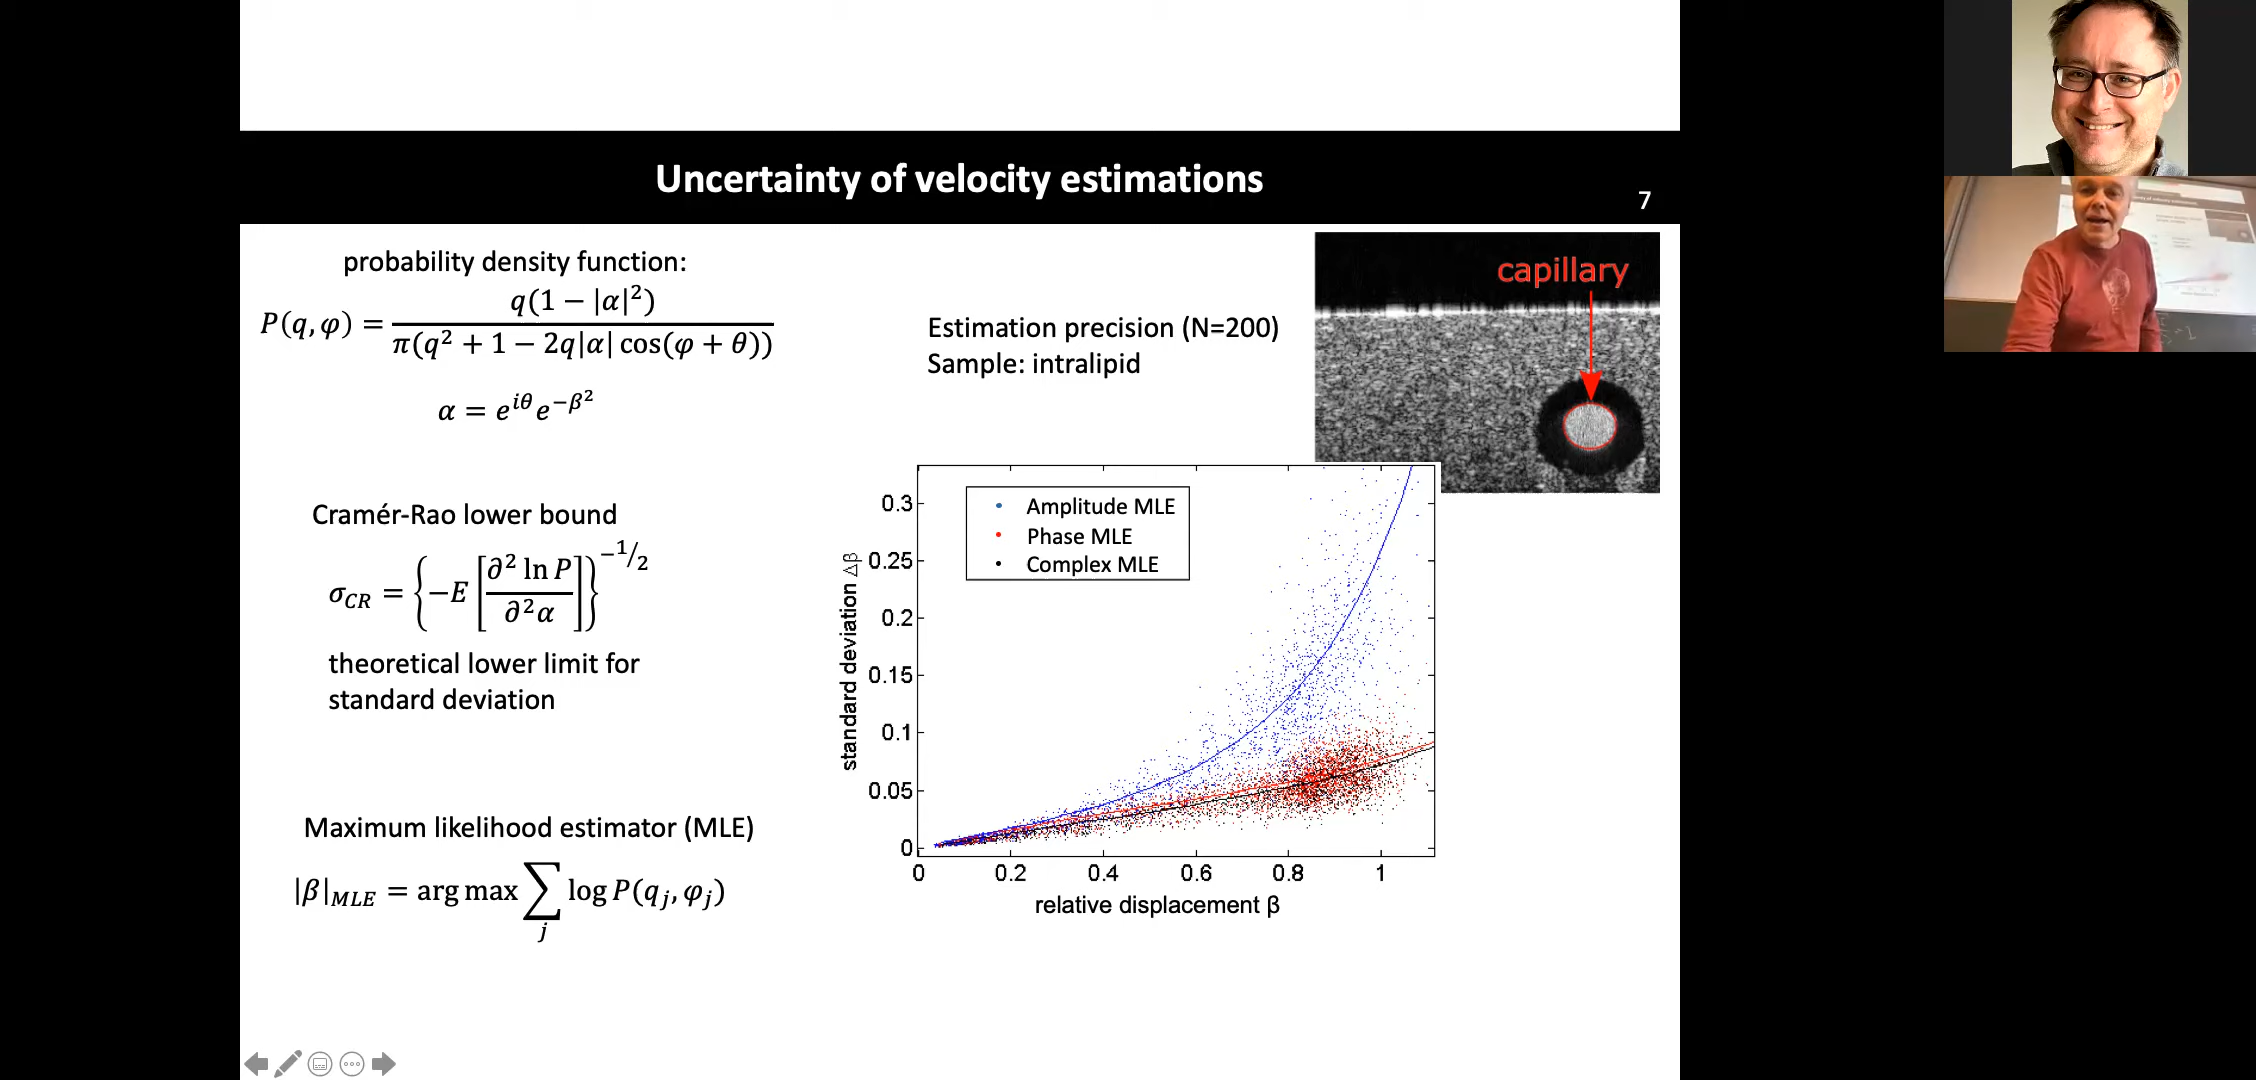 Uncertainty of velocity estimations
7
probability density function:
P(q, φ) = q(1 − |α|²) / π(q² + 1 − 2q|α| cos(φ + θ))
α = e^{iθ} e^{−β²}
Cramér-Rao lower bound
σ_{CR} = {−E [∂² ln P / ∂²α]}^{−1/2}
theoretical lower limit for
standard deviation
Maximum likelihood estimator (MLE)
|β|_{MLE} = arg max ∑_j log P(q_j, φ_j)
Estimation precision (N=200)
Sample: intralipid
capillary
Amplitude MLE
Phase MLE
Complex MLE
standard deviation Δβ
0.3
0.25
0.2
0.15
0.1
0.05
0
0 0.2 0.4 0.6 0.8 1
relative displacement β